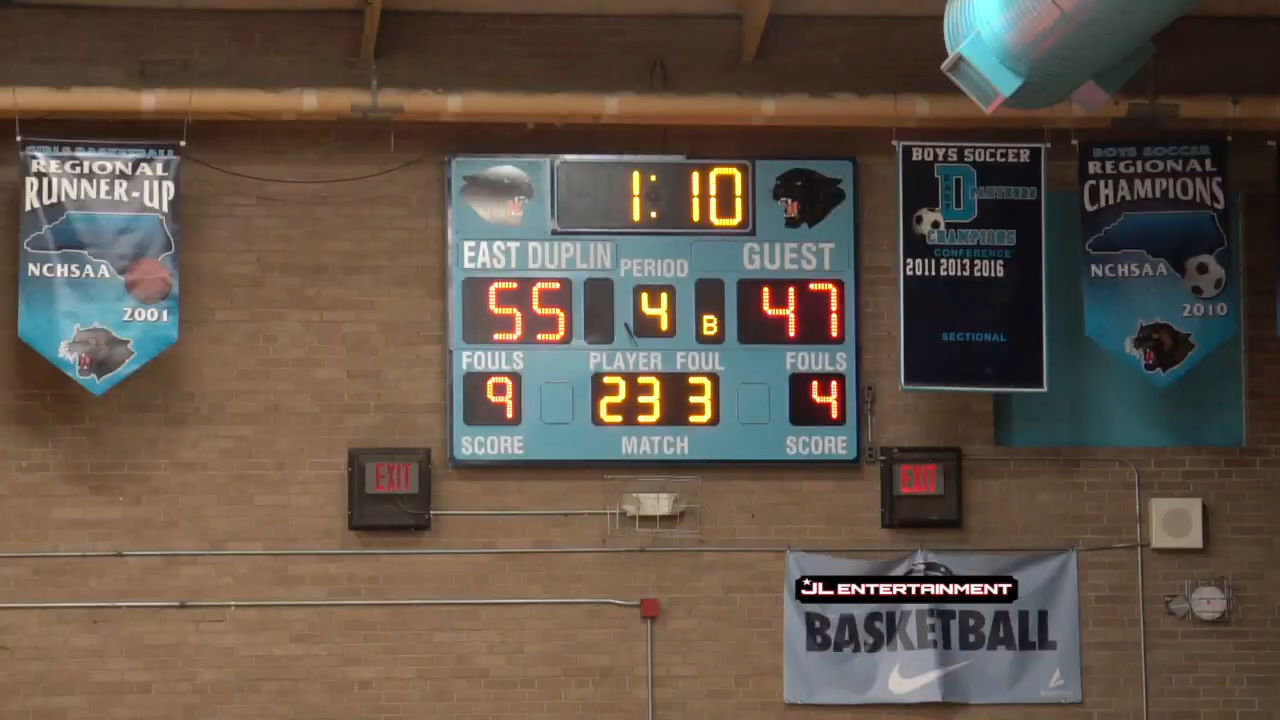 GIRLS BASKETBALL
REGIONAL
RUNNER-UP
NCHSAA
2001
1:10
EAST DUPLIN
PERIOD
GUEST
55
4
B
47
FOULS
PLAYER FOUL
FOULS
9
23 3
4
SCORE
MATCH
SCORE
EXIT
EXIT
BOYS SOCCER
EAST
D
PANTHERS
CHAMPIONS
CONFERENCE
2011 2013 2016
SECTIONAL
BOYS SOCCER
REGIONAL
CHAMPIONS
NCHSAA
2010
JL ENTERTAINMENT
BASKETBALL